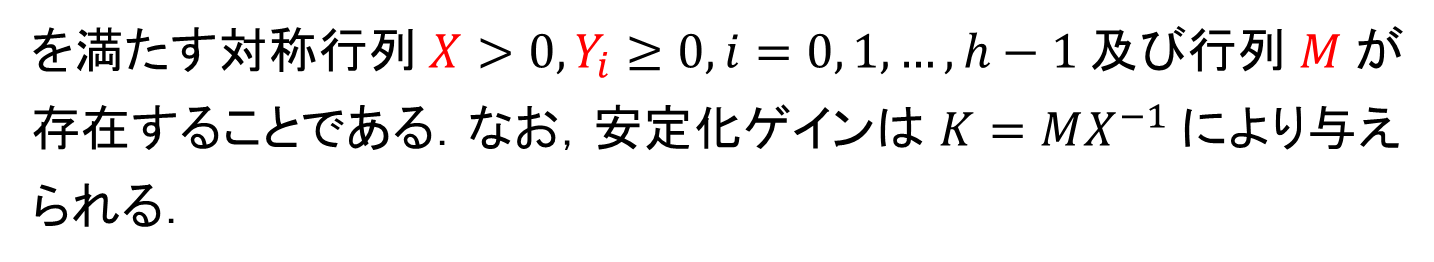 を満たす対称行列 X > 0, Yᵢ ≥ 0, i = 0, 1, … , h − 1 及び行列 M が
存在することである．なお，安定化ゲインは K = MX⁻¹ により与え
られる．